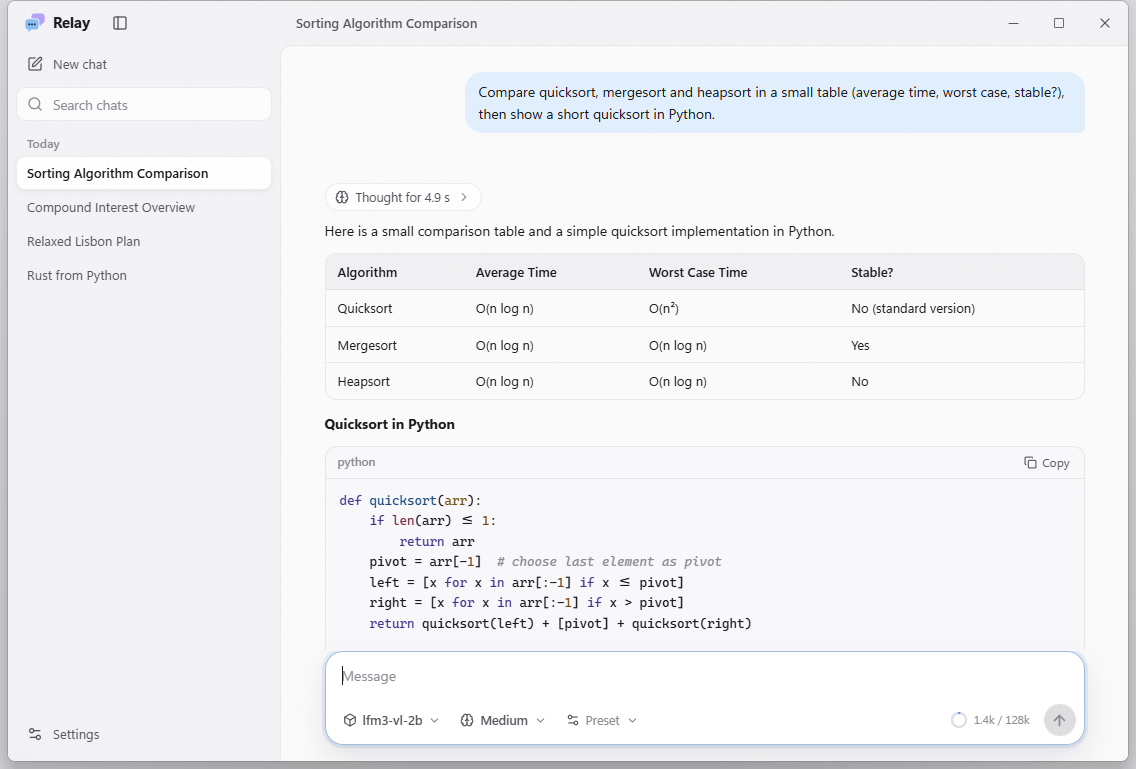 Relay
Sorting Algorithm Comparison
New chat
Search chats
Today
Sorting Algorithm Comparison
Compound Interest Overview
Relaxed Lisbon Plan
Rust from Python
Settings
Compare quicksort, mergesort and heapsort in a small table (average time, worst case, stable?),
then show a short quicksort in Python.
Thought for 4.9 s
Here is a small comparison table and a simple quicksort implementation in Python.
Algorithm Average Time Worst Case Time Stable?
Quicksort O(n log n) O(n²) No (standard version)
Mergesort O(n log n) O(n log n) Yes
Heapsort O(n log n) O(n log n) No
Quicksort in Python
python Copy
def quicksort(arr):
    if len(arr) ≤ 1:
        return arr
    pivot = arr[-1]  # choose last element as pivot
    left = [x for x in arr[:-1] if x ≤ pivot]
    right = [x for x in arr[:-1] if x > pivot]
    return quicksort(left) + [pivot] + quicksort(right)
Message
lfm3-vl-2b Medium Preset 1.4k / 128k